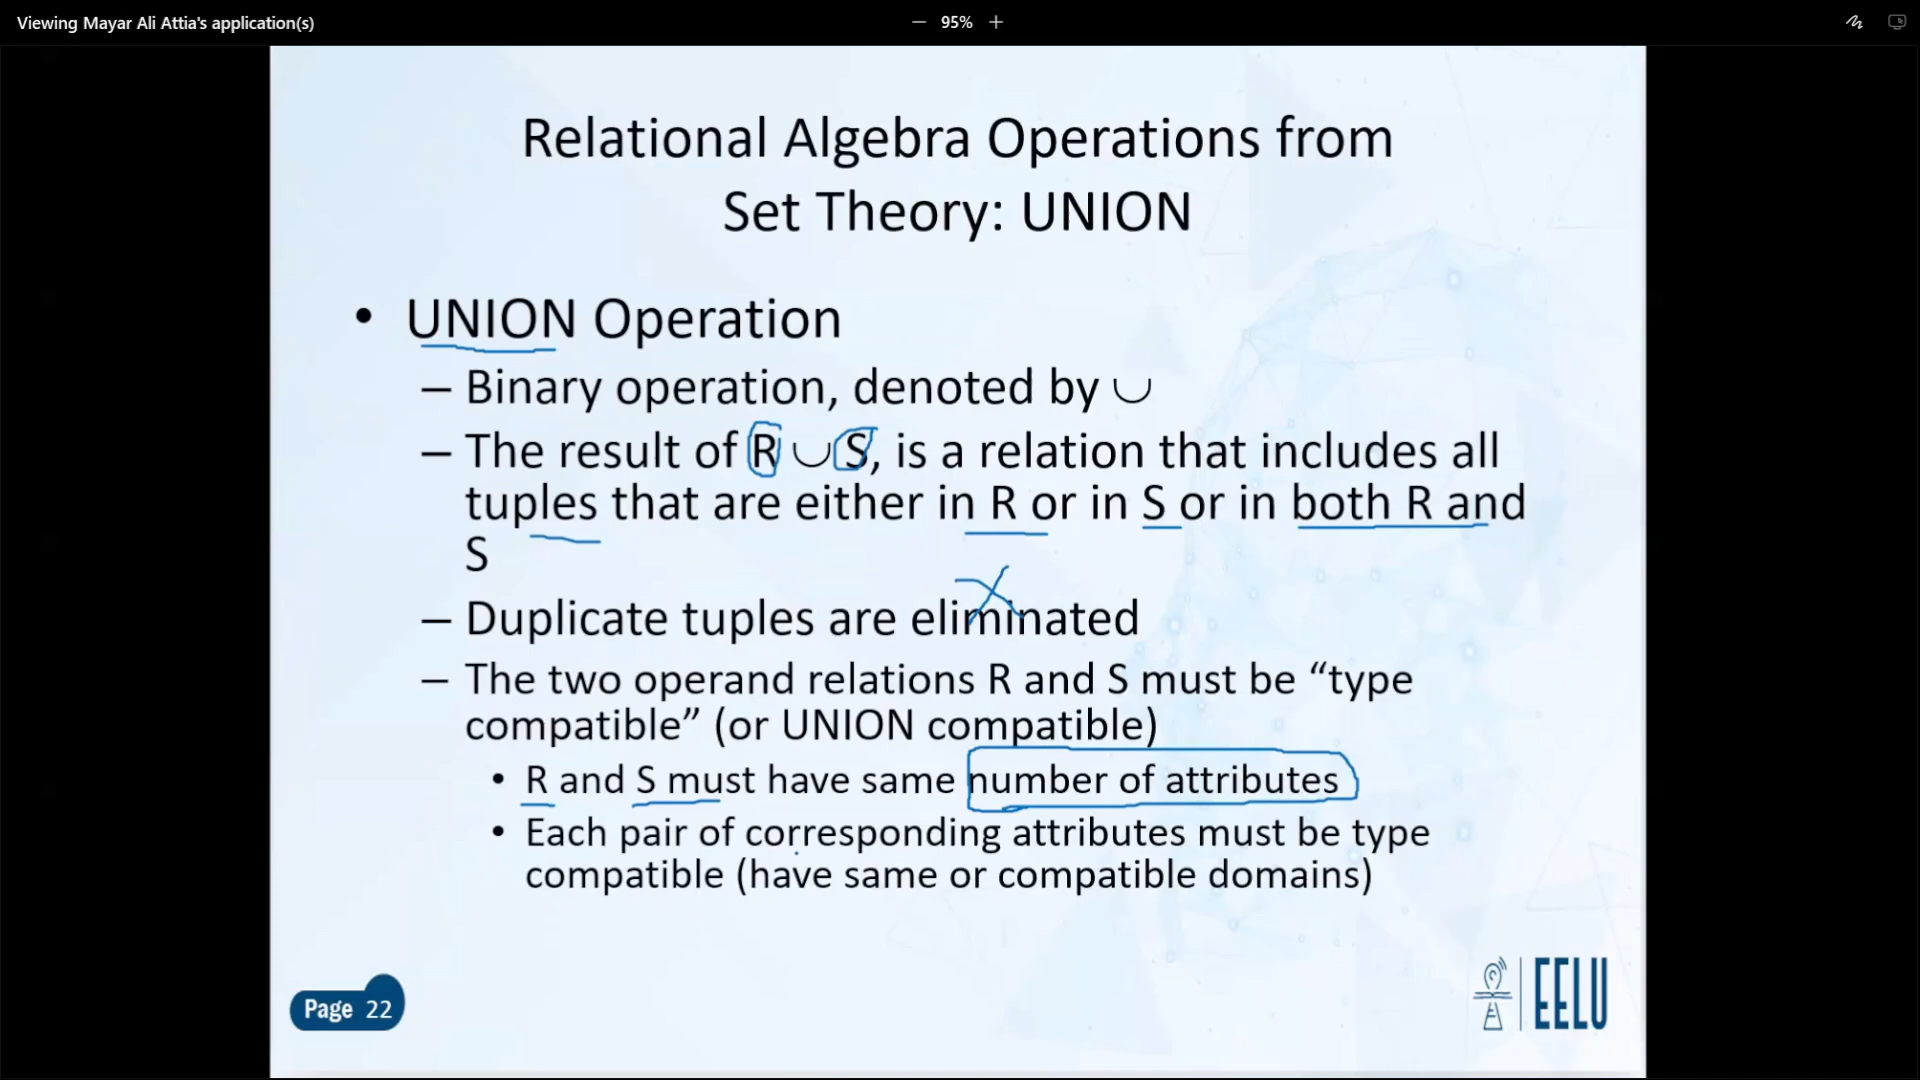 Viewing Mayar Ali Attia's application(s)
— 95% +
Relational Algebra Operations from
Set Theory: UNION
• UNION Operation
– Binary operation, denoted by ∪
– The result of R ∪ S, is a relation that includes all
tuples that are either in R or in S or in both R and
S
– Duplicate tuples are eliminated
– The two operand relations R and S must be “type
compatible” (or UNION compatible)
• R and S must have same number of attributes
• Each pair of corresponding attributes must be type
compatible (have same or compatible domains)
Page 22
EELU